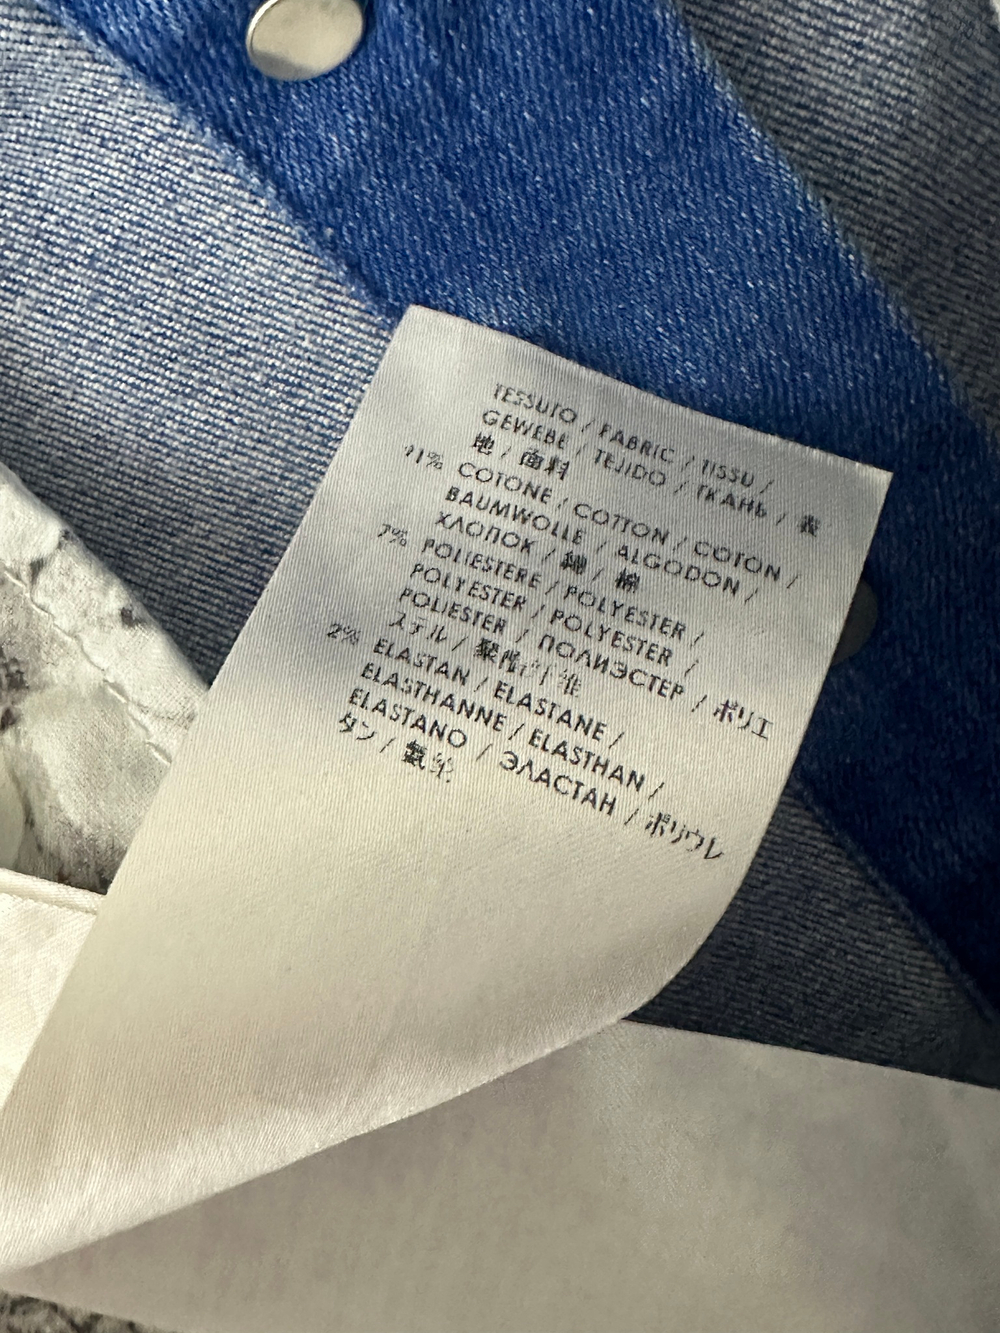 TESSUTO / FABRIC / TISSU /
GEWEBE / TEJIDO / ТКАНЬ / 表
地 / 面料
91% COTONE / COTTON / COTON /
BAUMWOLLE / ALGODON /
ХЛОПОК / 綿 / 棉
7% POLIESTERE / POLYESTER /
POLYESTER / POLYESTER /
POLIESTER / ПОЛИЭСТЕР / ポリエ
ステル / 聚酯纤维
2% ELASTAN / ELASTANE /
ELASTHANNE / ELASTHAN /
ELASTANO / ЭЛАСТАН / ポリウレ
タン / 氨纶